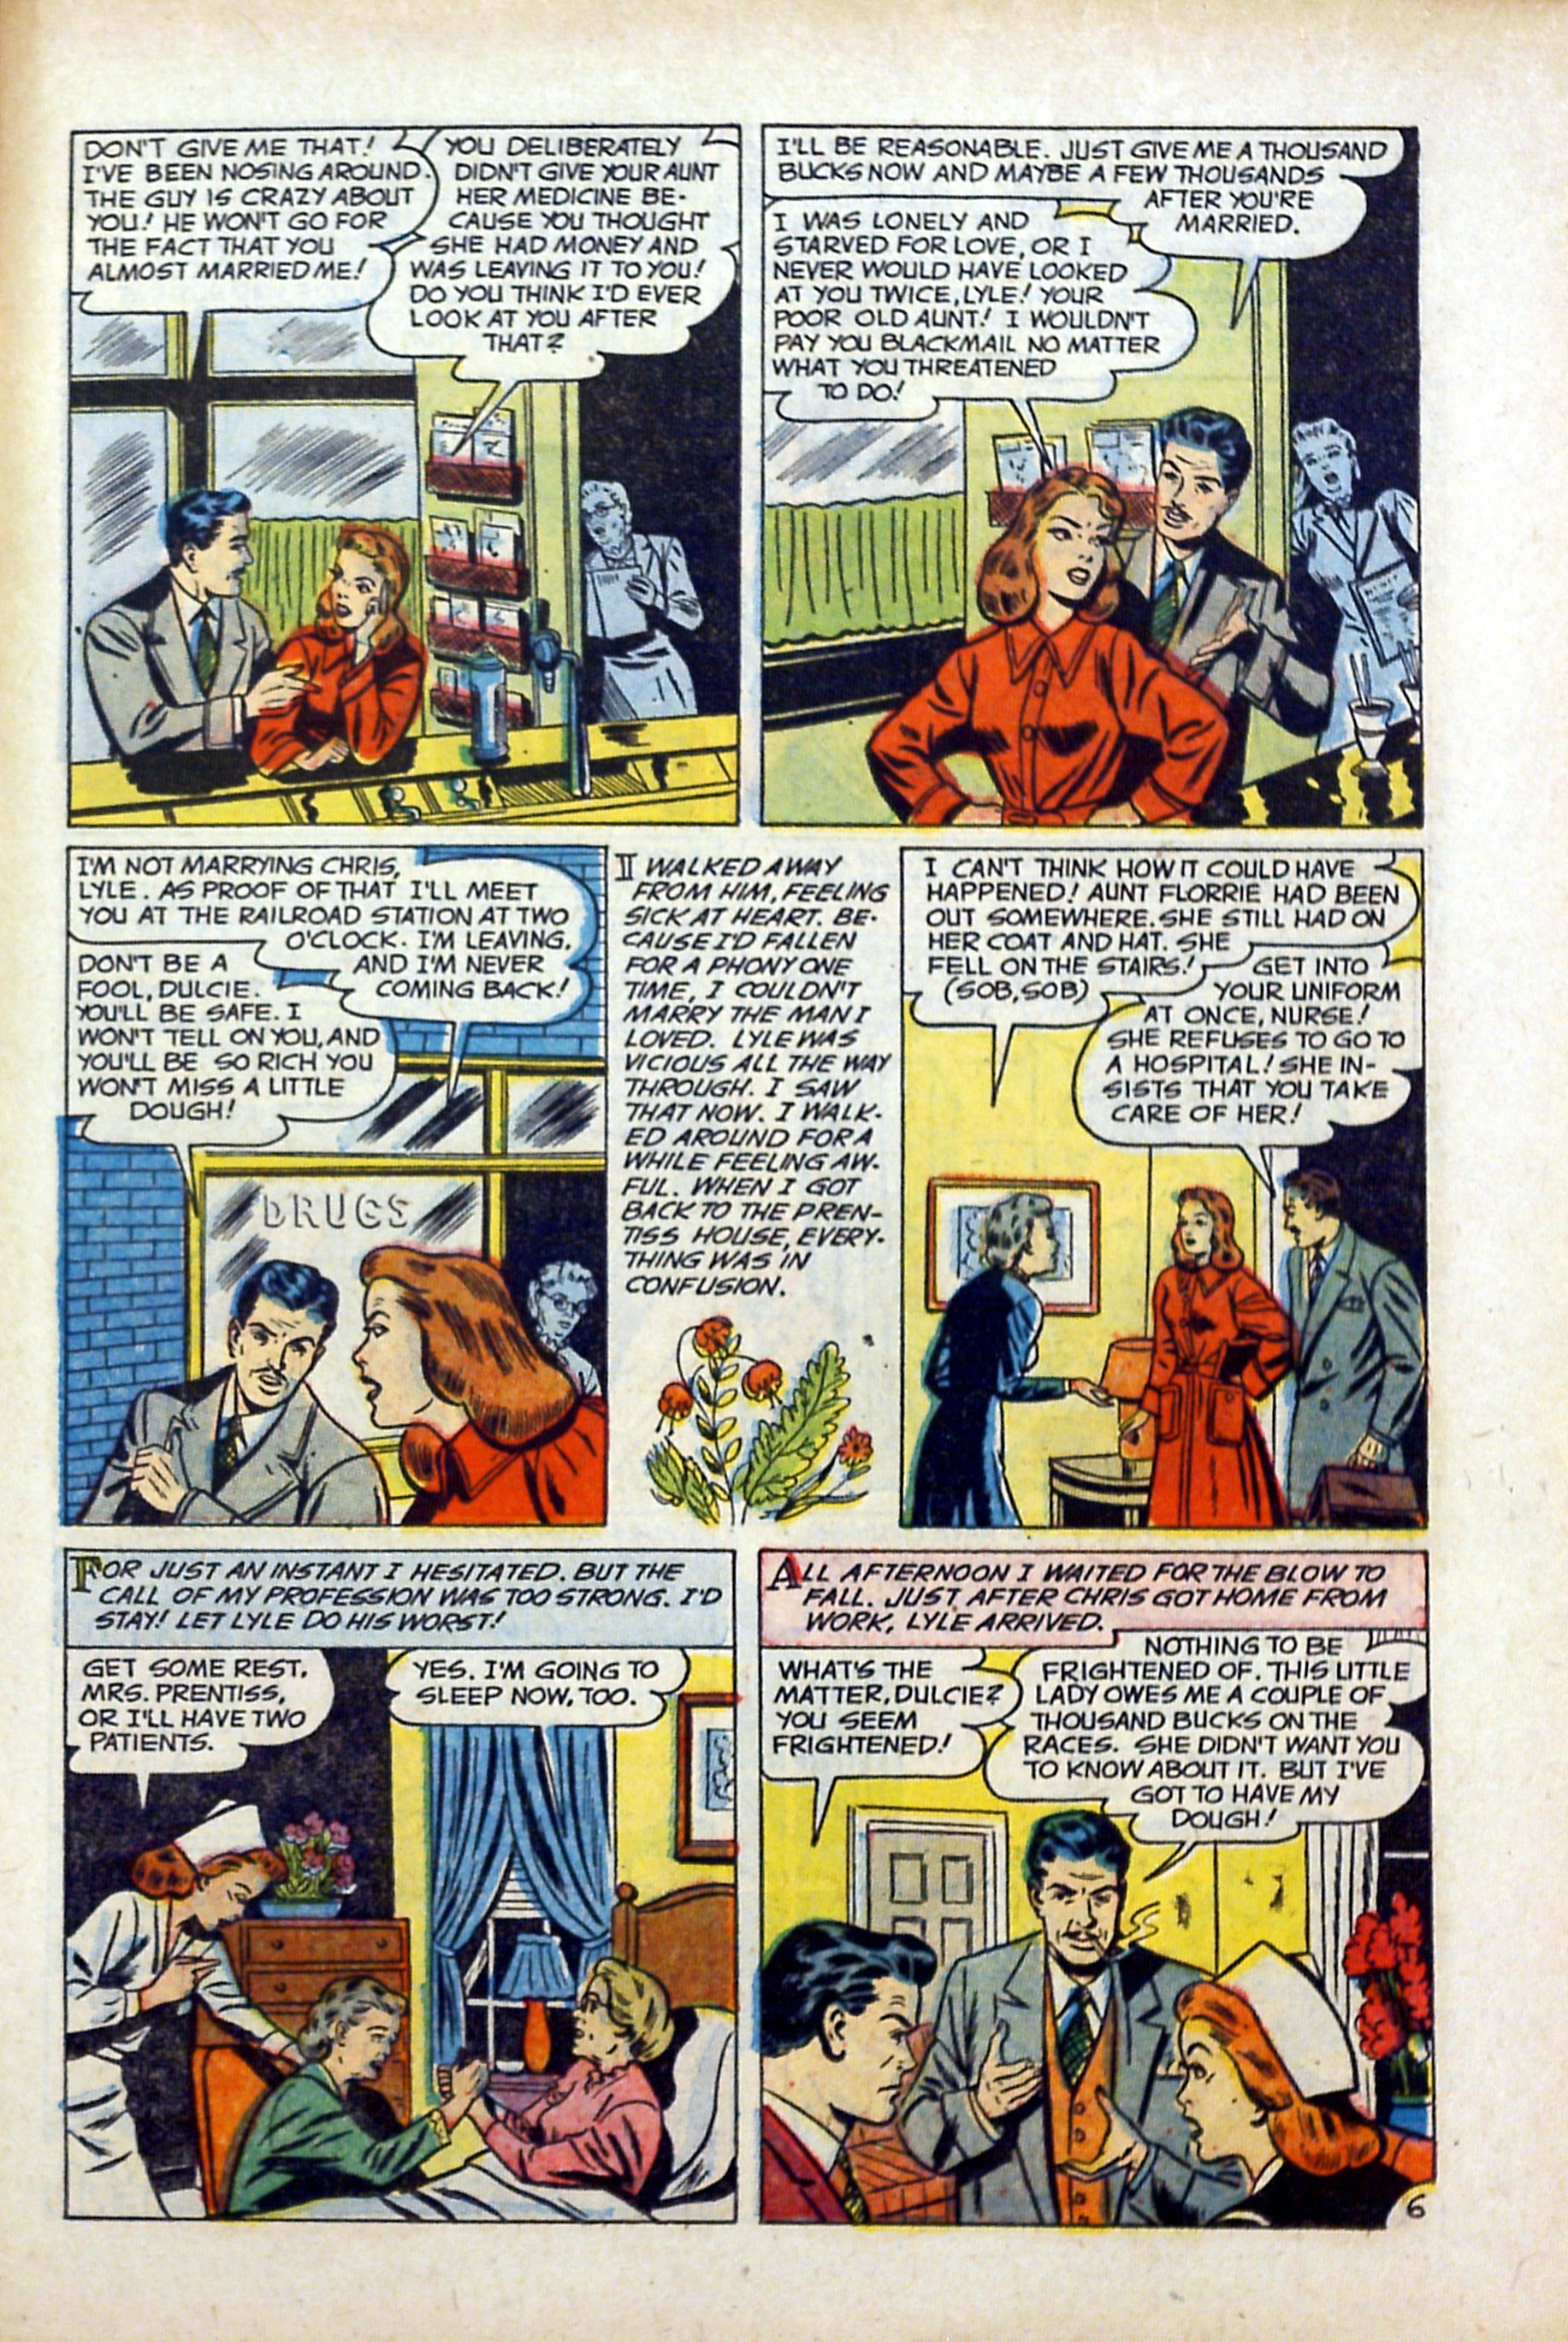 DON'T GIVE ME THAT!
I'VE BEEN NOSING AROUND.
THE GUY IS CRAZY ABOUT
YOU! HE WON'T GO FOR
THE FACT THAT YOU
ALMOST MARRIED ME!
YOU DELIBERATELY
DIDN'T GIVE YOUR AUNT
HER MEDICINE BE-
CAUSE YOU THOUGHT
SHE HAD MONEY AND
WAS LEAVING IT TO YOU!
DO YOU THINK I'D EVER
LOOK AT YOU AFTER
THAT?
I'LL BE REASONABLE. JUST GIVE ME A THOUSAND
BUCKS NOW AND MAYBE A FEW THOUSANDS
AFTER YOU'RE
MARRIED.
I WAS LONELY AND
STARVED FOR LOVE, OR I
NEVER WOULD HAVE LOOKED
AT YOU TWICE, LYLE! YOUR
POOR OLD AUNT! I WOULDN'T
PAY YOU BLACKMAIL NO MATTER
WHAT YOU THREATENED
TO DO!
I'M NOT MARRYING CHRIS,
LYLE. AS PROOF OF THAT I'LL MEET
YOU AT THE RAILROAD STATION AT TWO
O'CLOCK. I'M LEAVING,
AND I'M NEVER
COMING BACK!
DON'T BE A
FOOL, DULCIE.
YOU'LL BE SAFE. I
WON'T TELL ON YOU, AND
YOU'LL BE SO RICH YOU
WON'T MISS A LITTLE
DOUGH!
DRUGS
I WALKED AWAY
FROM HIM, FEELING
SICK AT HEART. BE-
CAUSE I'D FALLEN
FOR A PHONY ONE
TIME, I COULDN'T
MARRY THE MAN I
LOVED. LYLE WAS
VICIOUS ALL THE WAY
THROUGH. I SAW
THAT NOW. I WALK-
ED AROUND FOR A
WHILE FEELING AW-
FUL. WHEN I GOT
BACK TO THE PREN-
TISS HOUSE, EVERY-
THING WAS IN
CONFUSION.
I CAN'T THINK HOW IT COULD HAVE
HAPPENED! AUNT FLORRIE HAD BEEN
OUT SOMEWHERE. SHE STILL HAD ON
HER COAT AND HAT. SHE
FELL ON THE STAIRS!
(SOB, SOB)
GET INTO
YOUR UNIFORM
AT ONCE, NURSE!
SHE REFUSES TO GO TO
A HOSPITAL! SHE IN-
SISTS THAT YOU TAKE
CARE OF HER!
FOR JUST AN INSTANT I HESITATED. BUT THE
CALL OF MY PROFESSION WAS TOO STRONG. I'D
STAY! LET LYLE DO HIS WORST!
GET SOME REST,
MRS. PRENTISS,
OR I'LL HAVE TWO
PATIENTS.
YES. I'M GOING TO
SLEEP NOW, TOO.
ALL AFTERNOON I WAITED FOR THE BLOW TO
FALL. JUST AFTER CHRIS GOT HOME FROM
WORK, LYLE ARRIVED.
WHAT'S THE
MATTER, DULCIE?
YOU SEEM
FRIGHTENED!
NOTHING TO BE
FRIGHTENED OF. THIS LITTLE
LADY OWES ME A COUPLE OF
THOUSAND BUCKS ON THE
RACES. SHE DIDN'T WANT YOU
TO KNOW ABOUT IT. BUT I'VE
GOT TO HAVE MY
DOUGH!
6